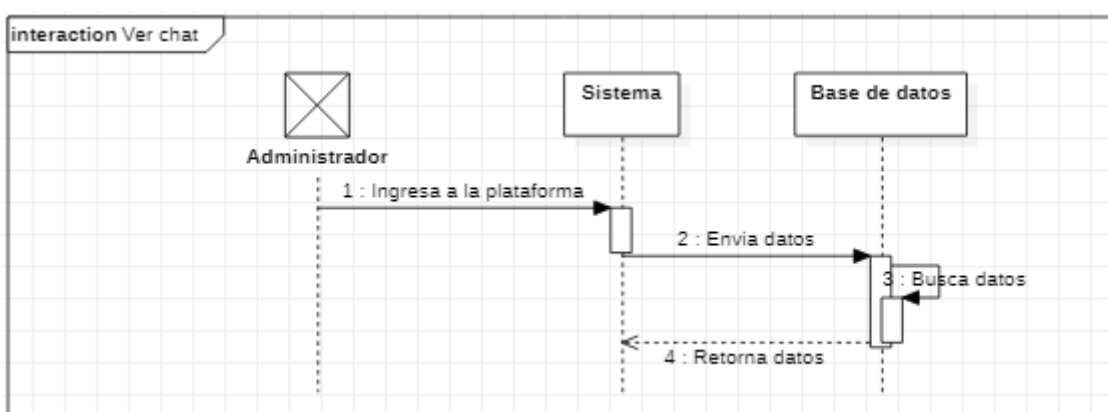 interaction Ver chat
Sistema
Base de datos
Administrador
1 : Ingresa a la plataforma
2 : Envia datos
3 : Busca datos
4 : Retorna datos